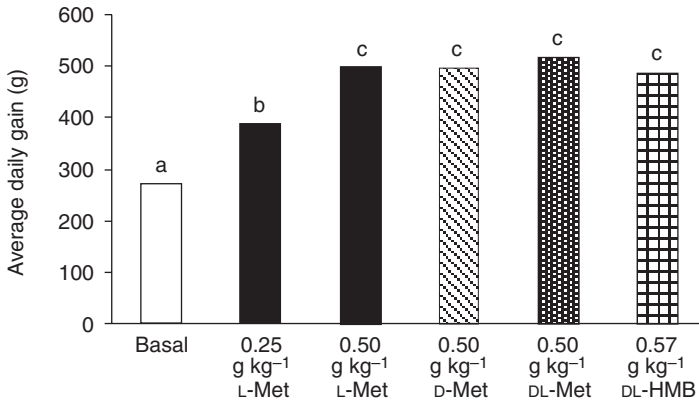 Average daily gain (g)
600
500
400
300
200
100
0
a
b
c
c
c
c
Basal
0.25
g kg⁻¹
L-Met
0.50
g kg⁻¹
L-Met
0.50
g kg⁻¹
D-Met
0.50
g kg⁻¹
DL-Met
0.57
g kg⁻¹
DL-HMB